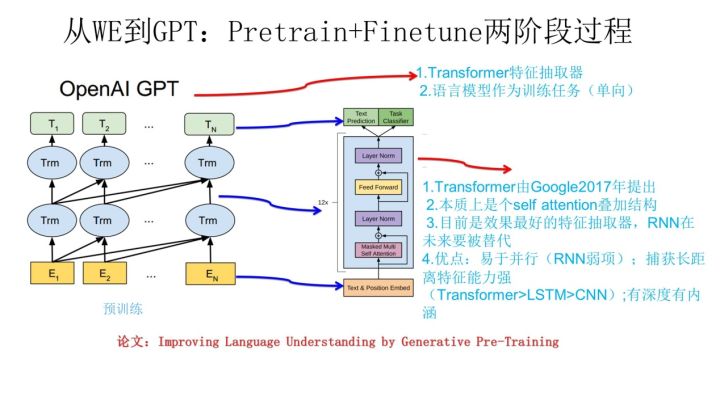 从WE到GPT：Pretrain+Finetune两阶段过程
OpenAI GPT
1.Transformer特征抽取器
2.语言模型作为训练任务（单向）
T1 T2 ... TN
Trm Trm ... Trm
Trm Trm ... Trm
E1 E2 ... EN
预训练
Text Prediction
Task Classifier
Layer Norm
Feed Forward
12x
Layer Norm
Masked Multi Self Attention
Text & Position Embed
1.Transformer由Google2017年提出
2.本质上是个self attention叠加结构
3.目前是效果最好的特征抽取器，RNN在
未来要被替代
4.优点：易于并行（RNN弱项）；捕获长距
离特征能力强
（Transformer>LSTM>CNN）;有深度有内
涵
论文：Improving Language Understanding by Generative Pre-Training